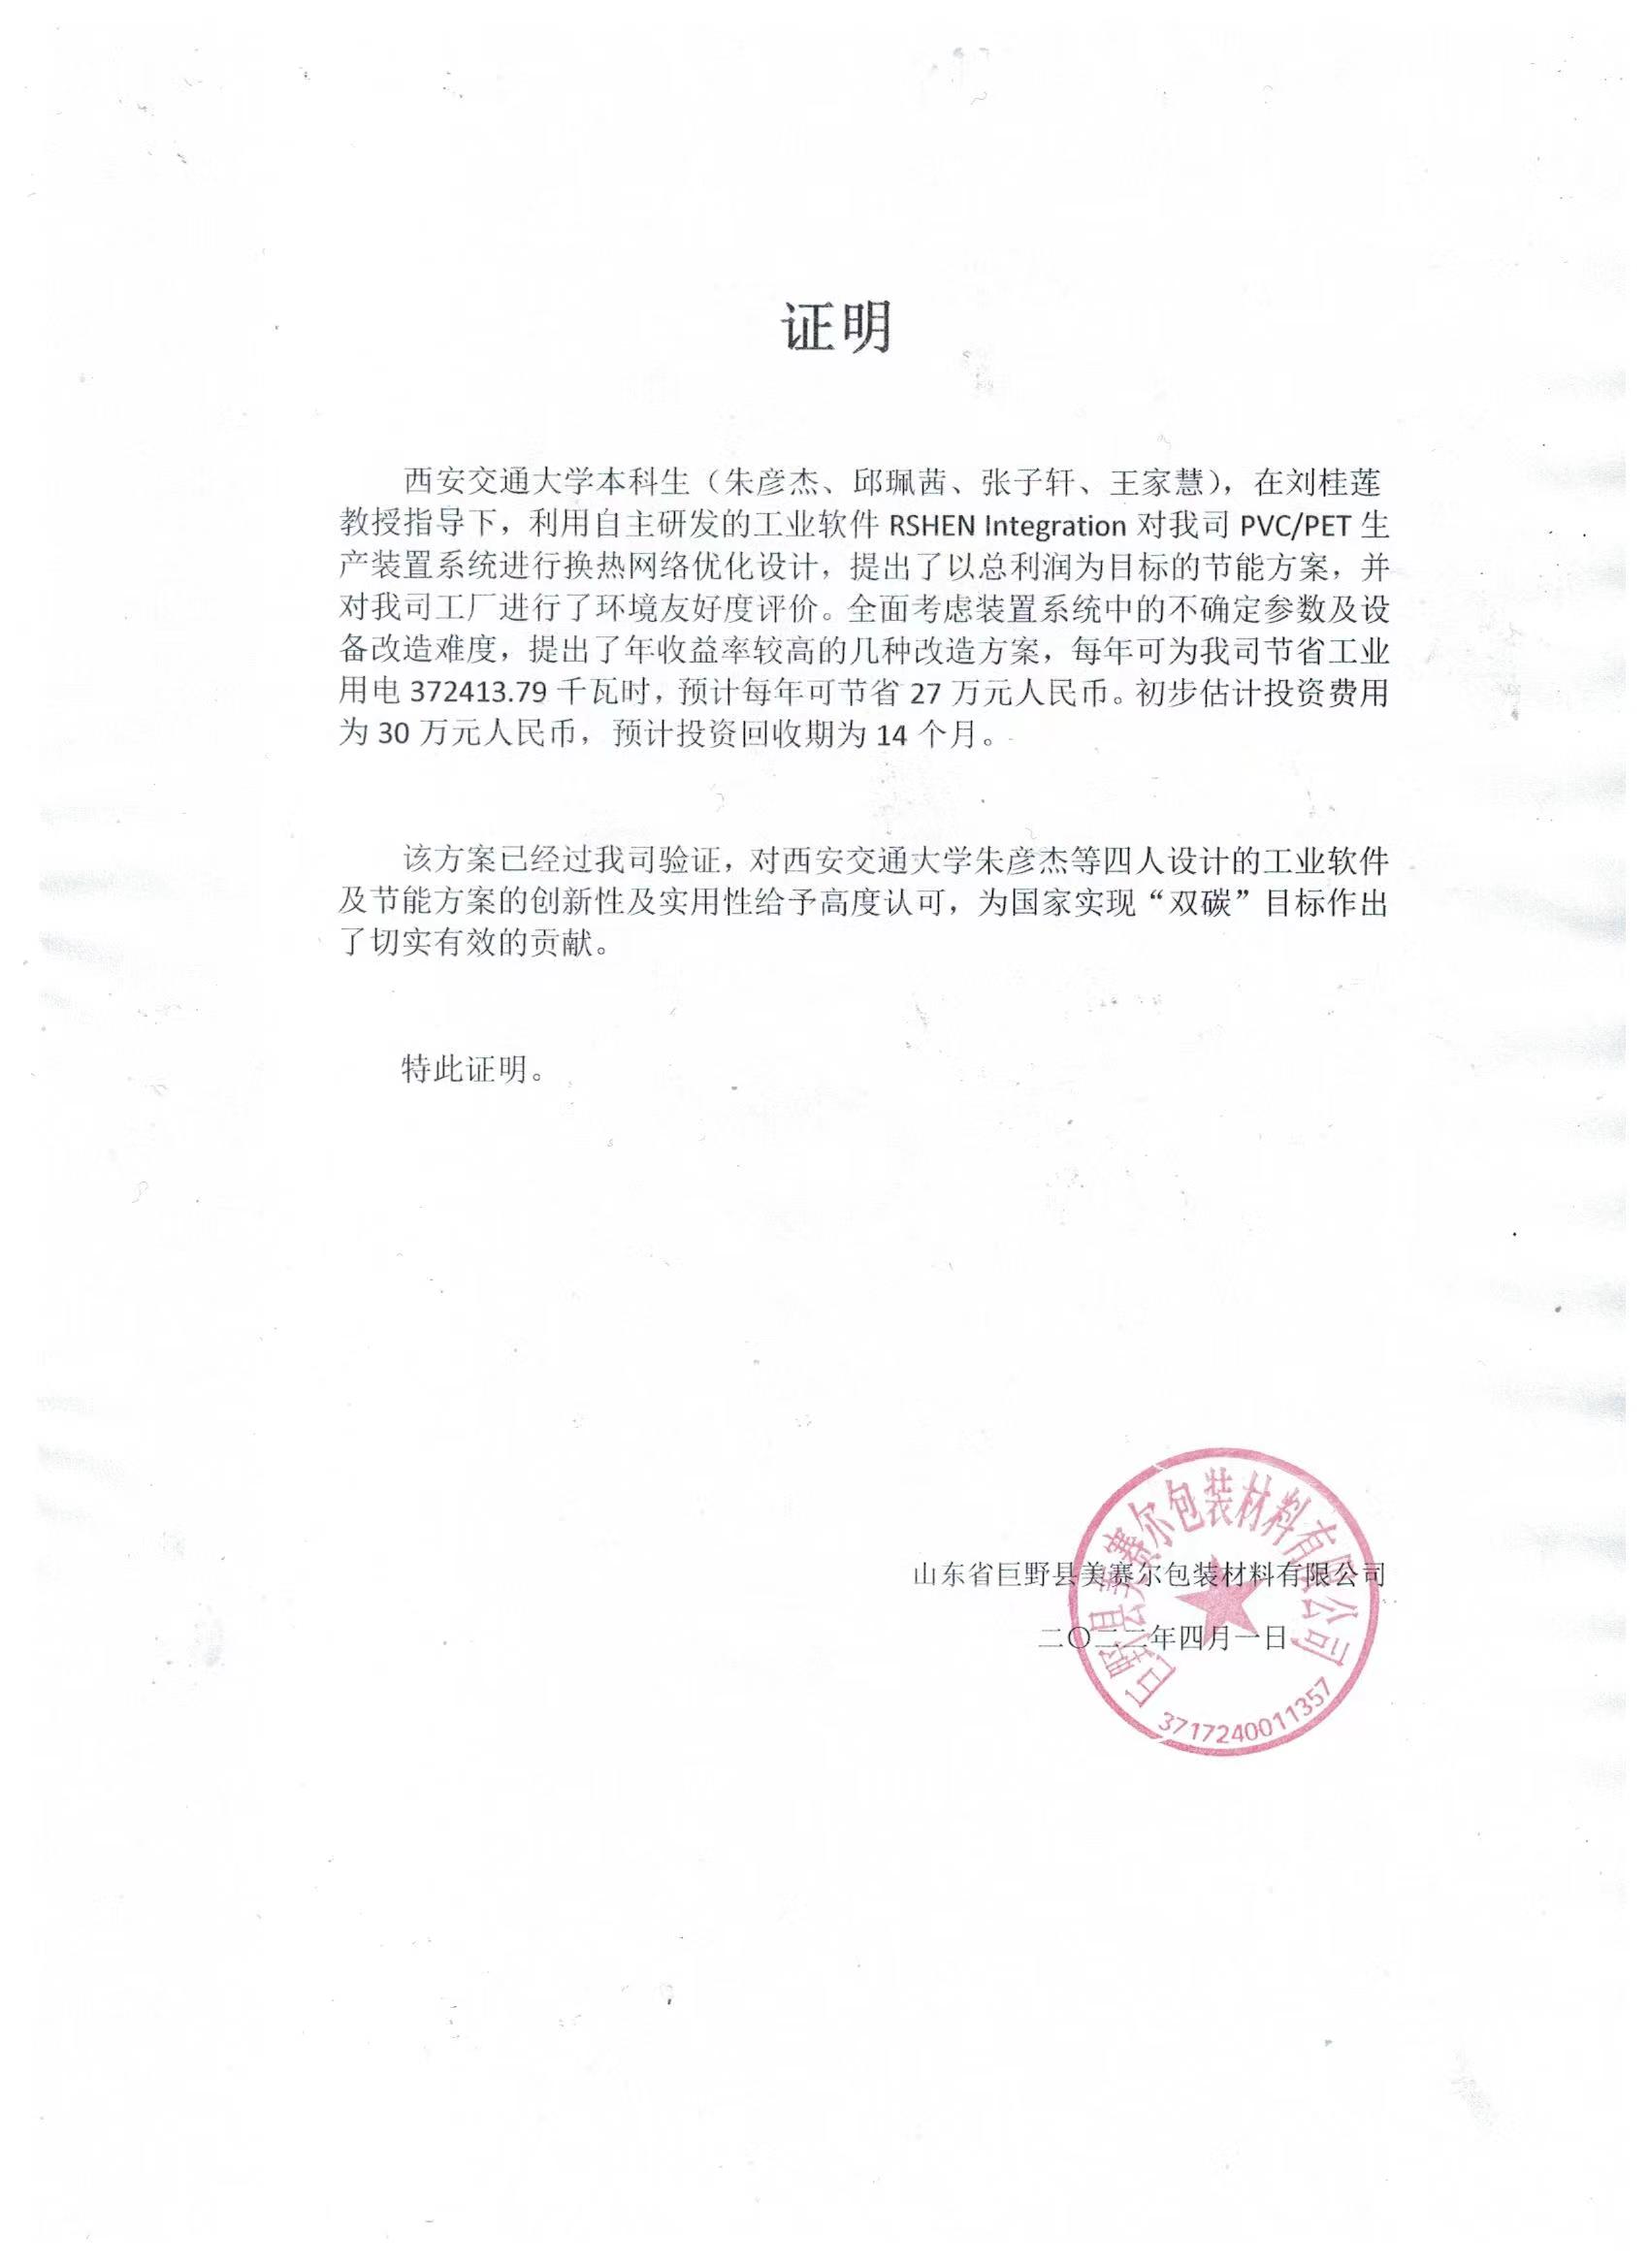 证明
西安交通大学本科生（朱彦杰、邱珮茜、张子轩、王家慧），在刘桂莲
教授指导下，利用自主研发的工业软件 RSHEN Integration 对我司 PVC/PET 生
产装置系统进行换热网络优化设计，提出了以总利润为目标的节能方案，并
对我司工厂进行了环境友好度评价。全面考虑装置系统中的不确定参数及设
备改造难度，提出了年收益率较高的几种改造方案，每年可为我司节省工业
用电 372413.79 千瓦时，预计每年可节省 27 万元人民币。初步估计投资费用
为 30 万元人民币，预计投资回收期为 14 个月。
该方案已经过我司验证，对西安交通大学朱彦杰等四人设计的工业软件
及节能方案的创新性及实用性给予高度认可，为国家实现“双碳”目标作出
了切实有效的贡献。
特此证明。
山东省巨野县美赛尔包装材料有限公司
二〇二二年四月一日
巨野县美赛尔包装材料有限公司
3717240011357